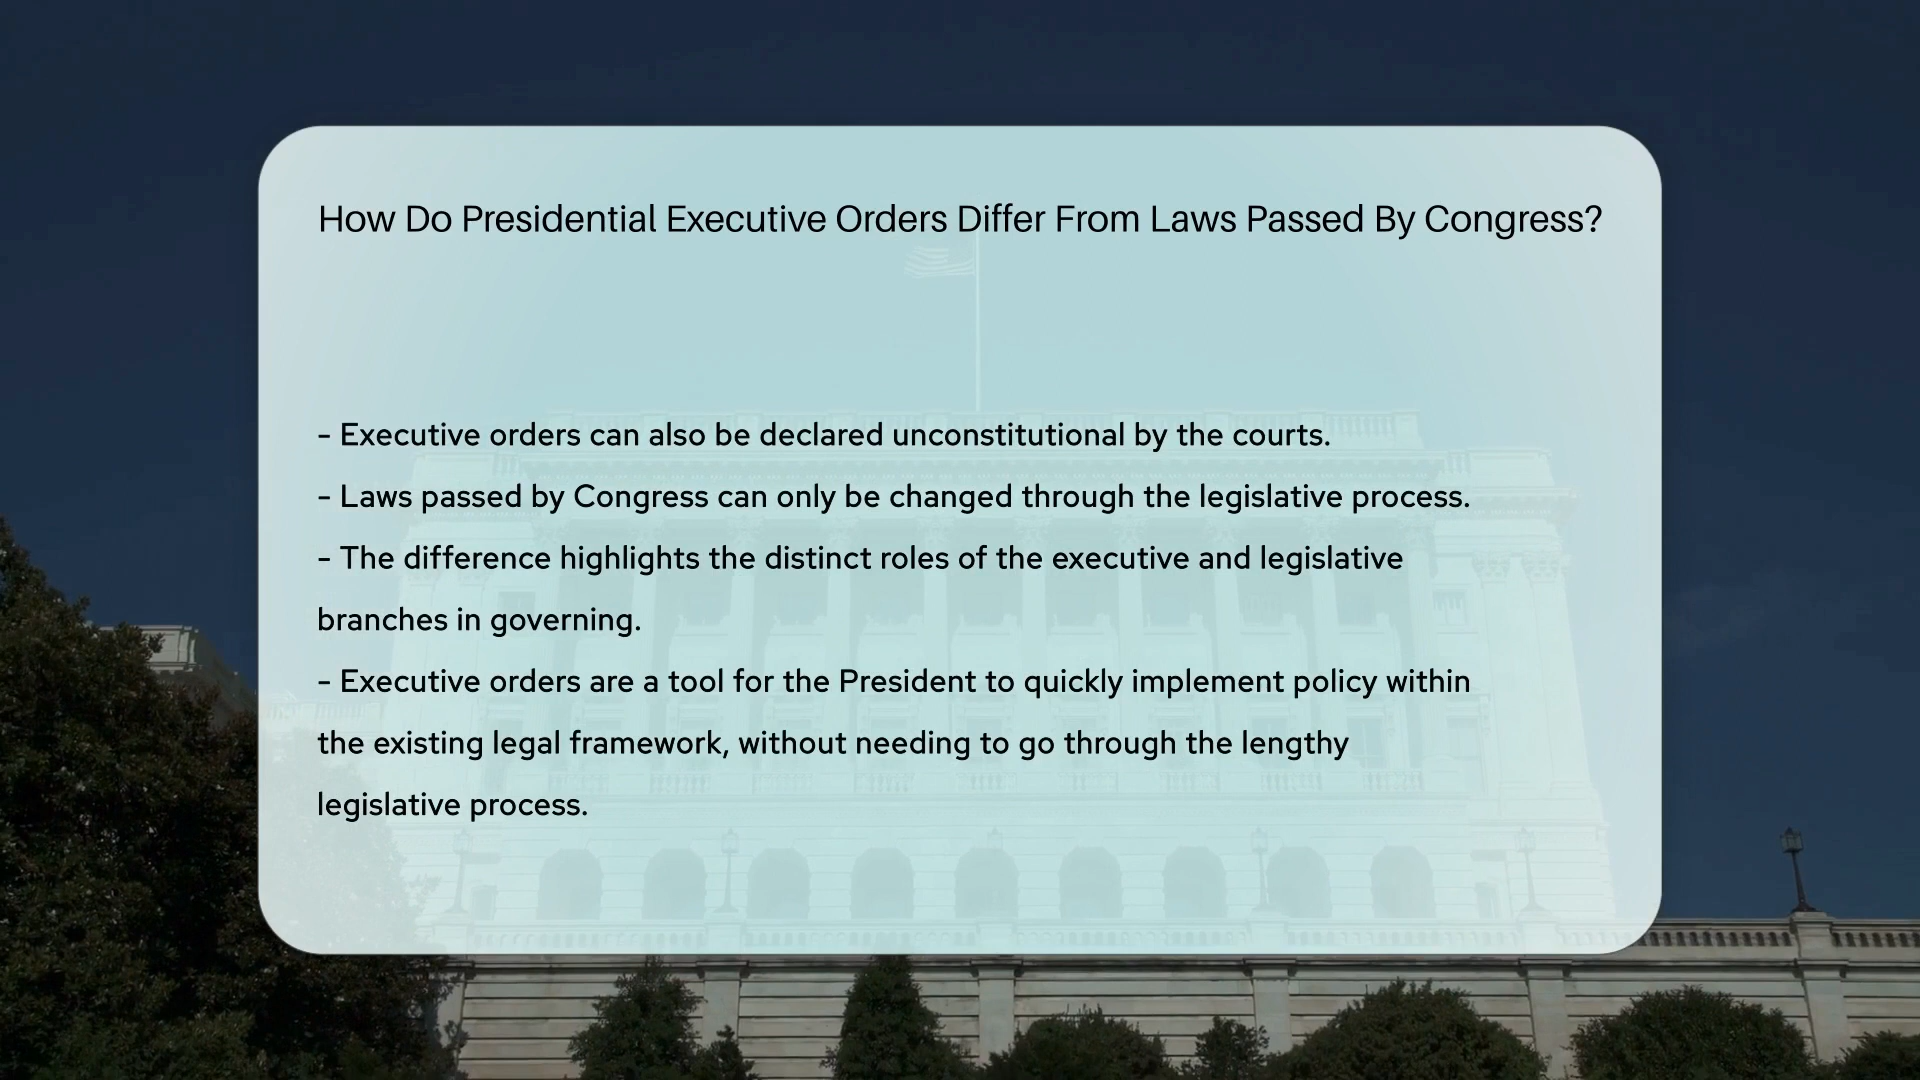 How Do Presidential Executive Orders Differ From Laws Passed By Congress?
- Executive orders can also be declared unconstitutional by the courts.
- Laws passed by Congress can only be changed through the legislative process.
- The difference highlights the distinct roles of the executive and legislative
branches in governing.
- Executive orders are a tool for the President to quickly implement policy within
the existing legal framework, without needing to go through the lengthy
legislative process.